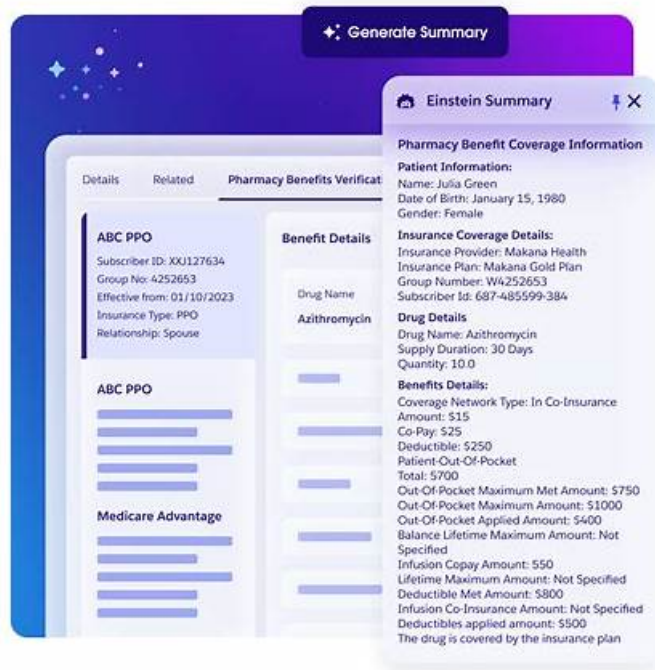 Generate Summary
Einstein Summary
Details
Related
Pharmacy Benefits Verificat
ABC PPO
Subscriber ID: XXJ127634
Group No: 4252653
Effective from: 01/10/2023
Insurance Type: PPO
Relationship: Spouse
ABC PPO
Medicare Advantage
Benefit Details
Drug Name
Azithromycin
Pharmacy Benefit Coverage Information
Patient Information:
Name: Julia Green
Date of Birth: January 15, 1980
Gender: Female
Insurance Coverage Details:
Insurance Provider: Makana Health
Insurance Plan: Makana Gold Plan
Group Number: W4252653
Subscriber Id: 687-485599-384
Drug Details
Drug Name: Azithromycin
Supply Duration: 30 Days
Quantity: 10.0
Benefits Details:
Coverage Network Type: In Co-Insurance
Amount: $15
Co-Pay: $25
Deductible: $250
Patient-Out-Of-Pocket
Total: 5700
Out-Of-Pocket Maximum Met Amount: $750
Out-Of-Pocket Maximum Amount: $1000
Out-Of-Pocket Applied Amount: $400
Balance Lifetime Maximum Amount: Not
Specified
Infusion Copay Amount: 550
Lifetime Maximum Amount: Not Specified
Deductible Met Amount: $800
Infusion Co-Insurance Amount: Not Specified
Deductibles applied amount: $500
The drug is covered by the insurance plan